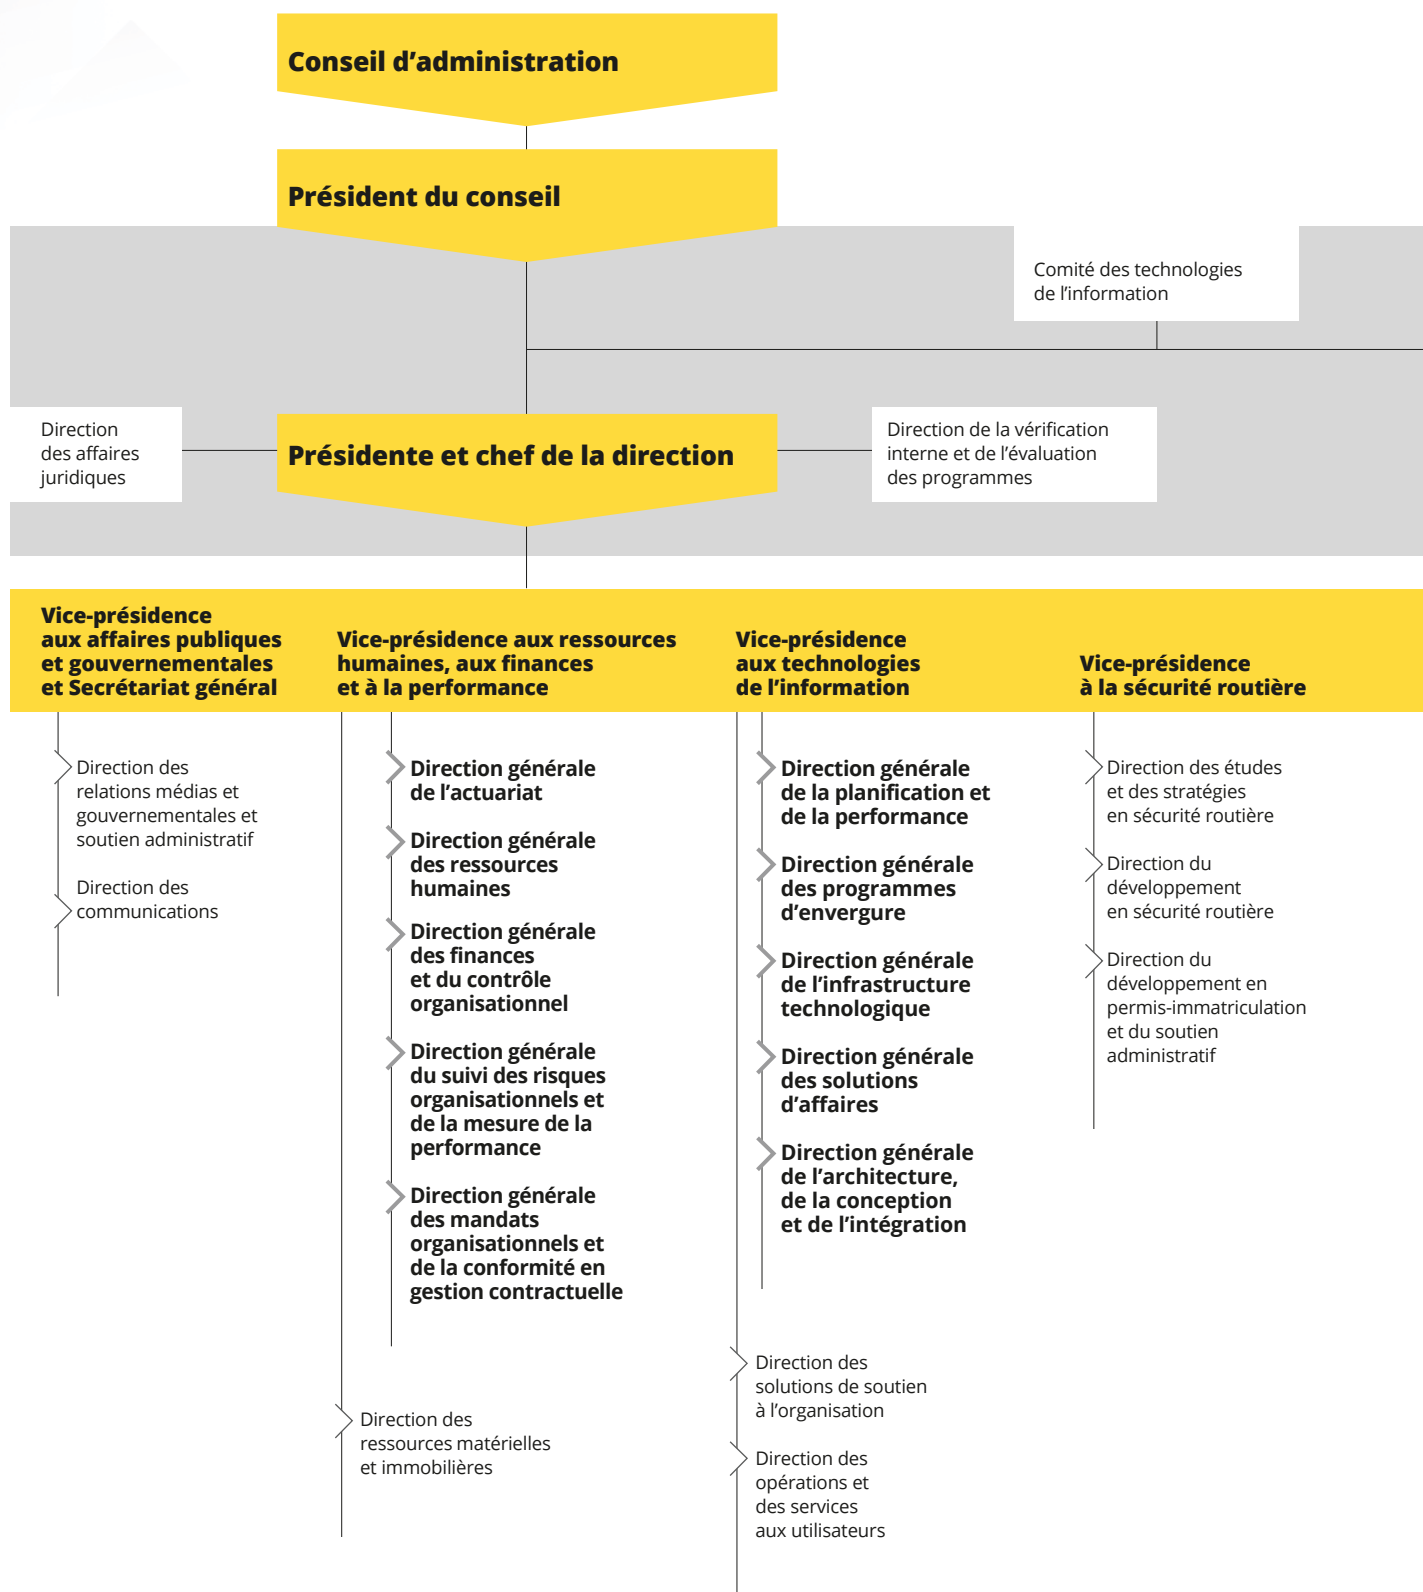 Conseil d’administration
Président du conseil
Comité des technologies
de l’information
Direction
des affaires
juridiques
Présidente et chef de la direction
Direction de la vérification
interne et de l’évaluation
des programmes
Vice-présidence
aux affaires publiques
et gouvernementales
et Secrétariat général
Vice-présidence aux ressources
humaines, aux finances
et à la performance
Vice-présidence
aux technologies
de l’information
Vice-présidence
à la sécurité routière
Direction des
relations médias et
gouvernementales et
soutien administratif
Direction des
communications
Direction générale
de l’actuariat
Direction générale
des ressources
humaines
Direction générale
des finances
et du contrôle
organisationnel
Direction générale
du suivi des risques
organisationnels et
de la mesure de la
performance
Direction générale
des mandats
organisationnels et
de la conformité en
gestion contractuelle
Direction des
ressources matérielles
et immobilières
Direction générale
de la planification et
de la performance
Direction générale
des programmes
d’envergure
Direction générale
de l’infrastructure
technologique
Direction générale
des solutions
d’affaires
Direction générale
de l’architecture,
de la conception
et de l’intégration
Direction des
solutions de soutien
à l’organisation
Direction des
opérations et
des services
aux utilisateurs
Direction des études
et des stratégies
en sécurité routière
Direction du
développement
en sécurité routière
Direction du
développement en
permis-immatriculation
et du soutien
administratif